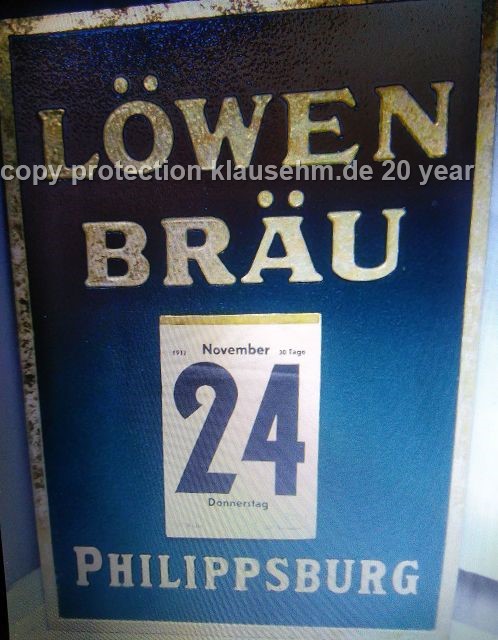 LÖWEN
copy protection klausehm.de 20 year
BRÄU
November 30 Tage
24
Donnerstag
PHILIPPSBURG